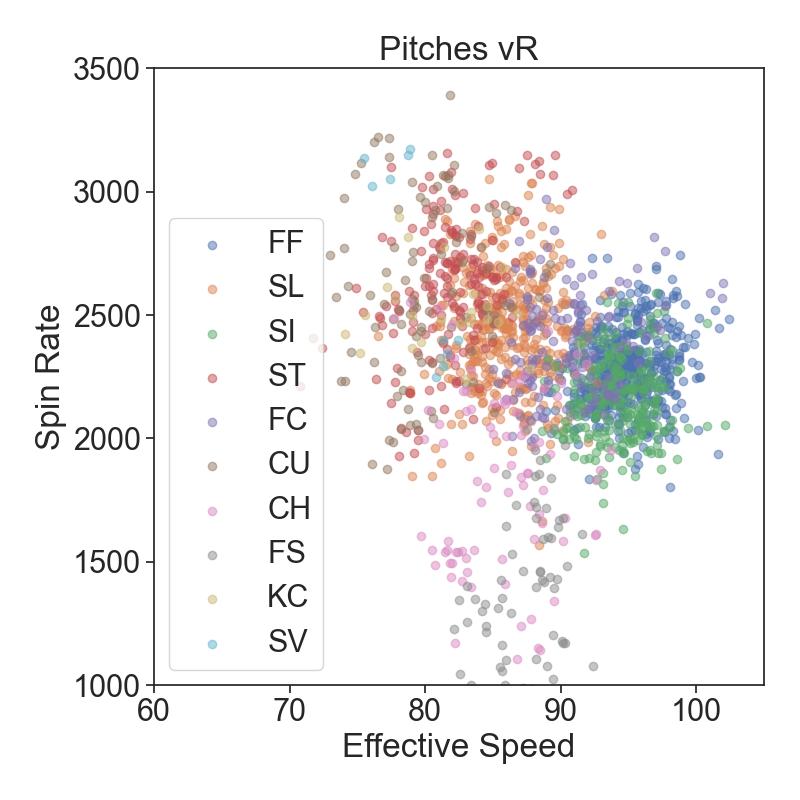 Pitches vR
3500
3000
2500
2000
1500
1000
Spin Rate
FF
SL
SI
ST
FC
CU
CH
FS
KC
SV
60
70
80
90
100
Effective Speed